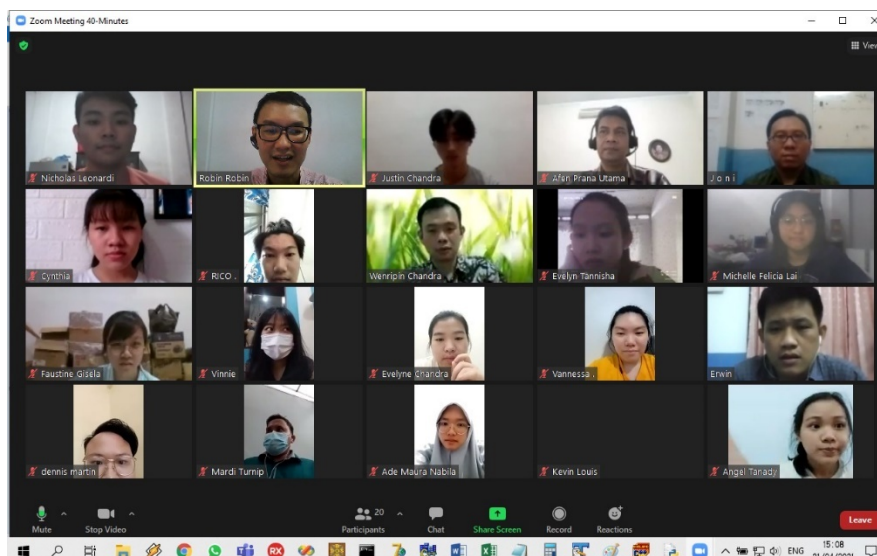 Zoom Meeting 40-Minutes
View
Nicholas Leonardi
Robin Robin
Justin Chandra
Afen Prana Utama
J o n i
Cynthia
RICO .
Wenripin Chandra
Evelyn Tannisha
Michelle Felicia Lai
Faustine Gisela
Vinnie
Evelyne Chandra
Vannessa .
Erwin
dennis martin
Mardi Turnip
Ade Maura Nabila
Kevin Louis
Angel Tanady
20
Mute
Stop Video
Participants
Chat
Share Screen
Record
Reactions
Leave
ENG
15:08